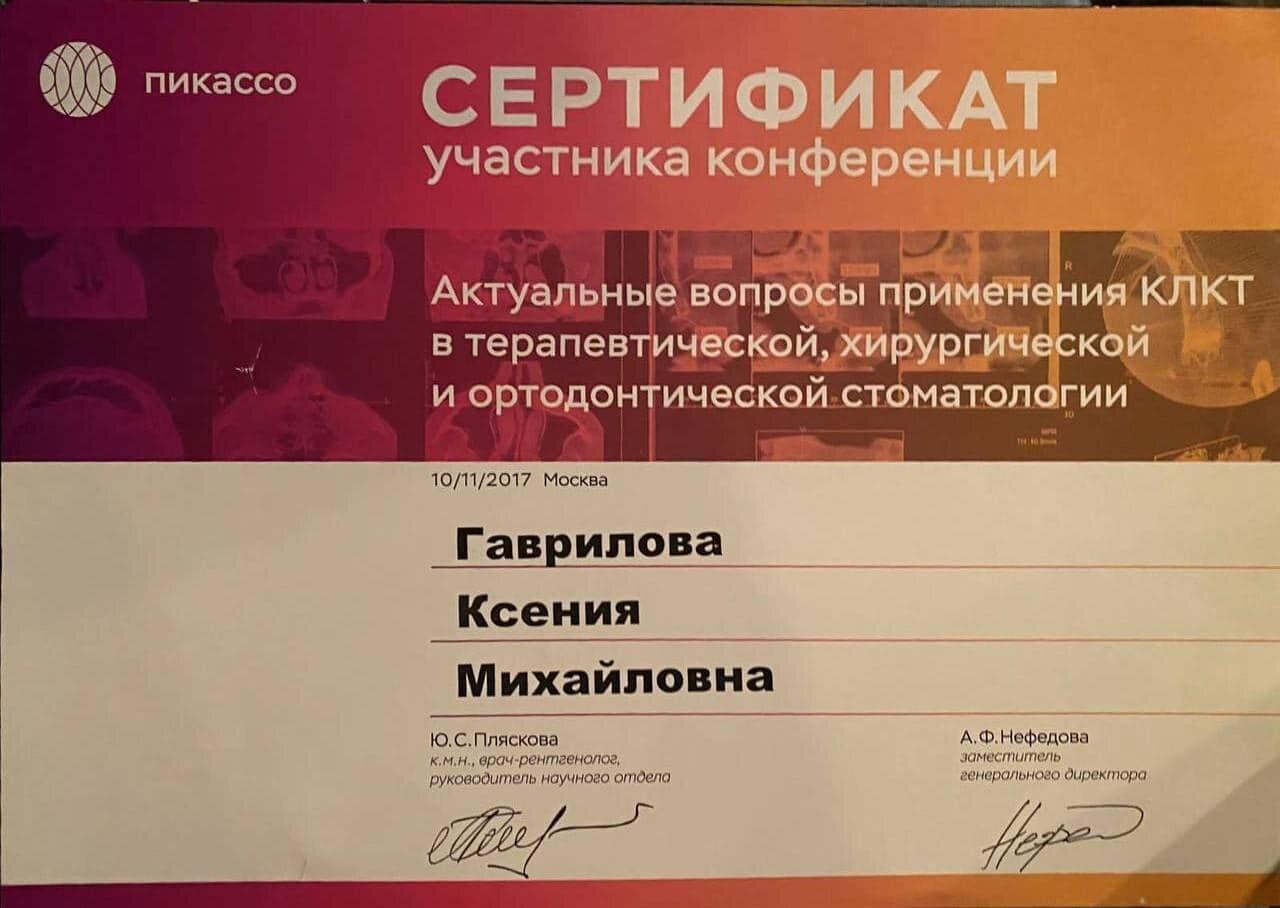 ПИКАССО
СЕРТИФИКАТ
участника конференции
Актуальные вопросы применения КЛКТ
в терапевтической, хирургической
и ортодонтической стоматологии
10/11/2017 Москва
Гаврилова
Ксения
Михайловна
Ю.С.Пляскова
к.м.н., врач-рентгенолог,
руководитель научного отдела
А.Ф.Нефедова
заместитель
генерального директора